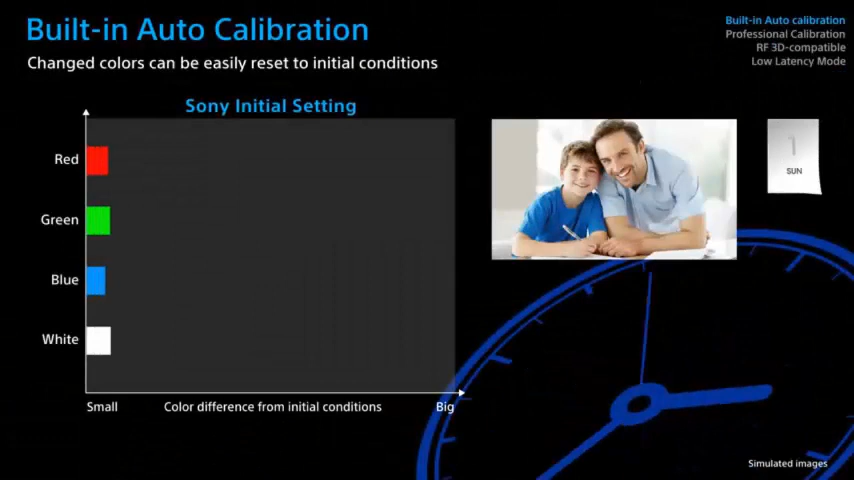 Built-in Auto Calibration
Changed colors can be easily reset to initial conditions
Built-in Auto calibration
Professional Calibration
RF 3D-compatible
Low Latency Mode
Sony Initial Setting
Red
Green
Blue
White
Small
Color difference from initial conditions
Big
1
SUN
Simulated images